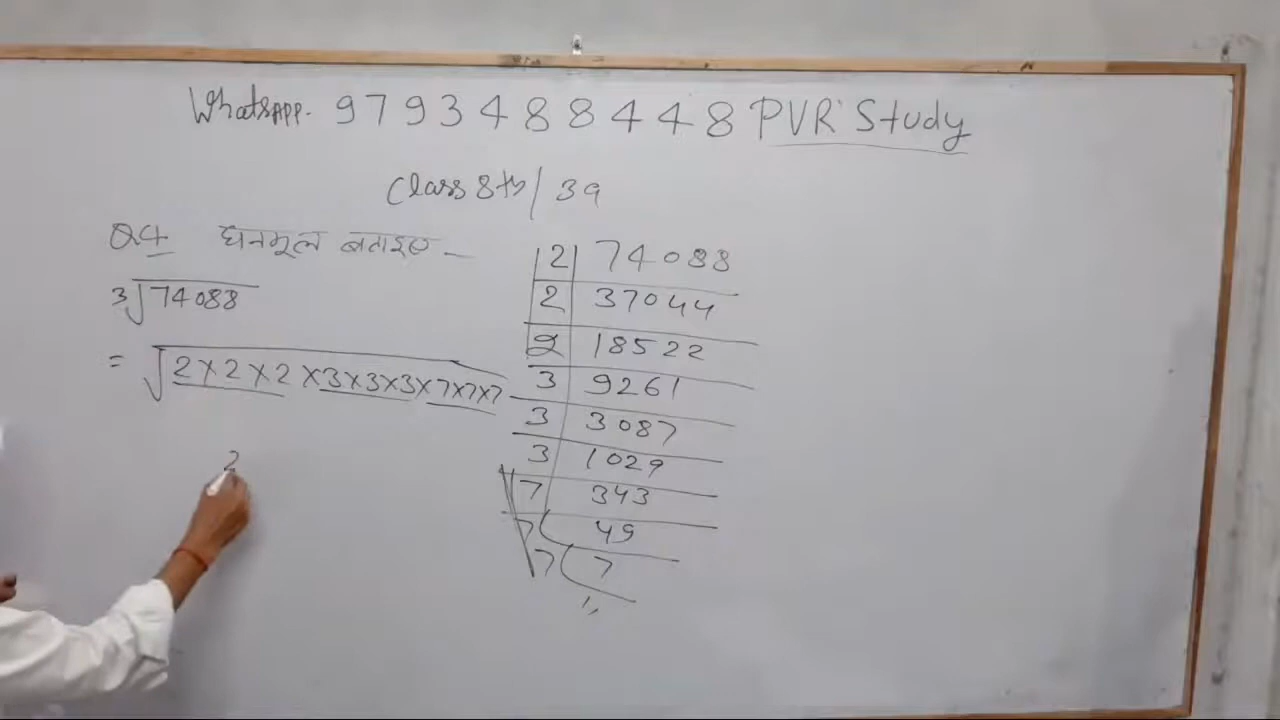 WhatsApp. 9793488448 PVR Study
Class 8th/39
Q4 घनमूल बताइए -
3√74088
= √2×2×2×3×3×3×7×7×7
2
2 | 74088
2 | 37044
2 | 18522
3 | 9261
3 | 3087
3 | 1029
7 | 343
7 | 49
7 | 7
1